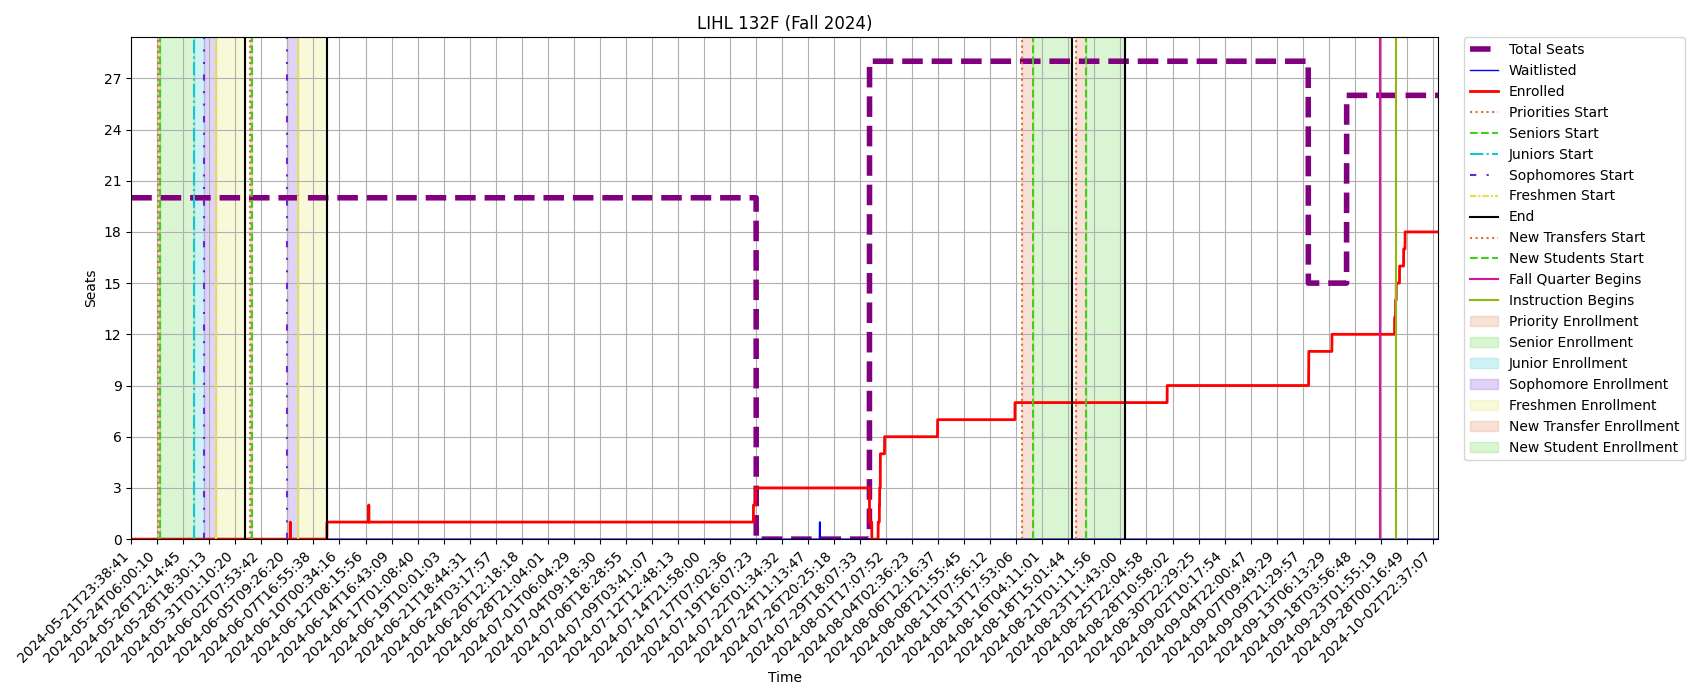 LIHL 132F (Fall 2024)
Seats
27
24
21
18
15
12
9
6
3
0
2024-05-21T23:38:41
2024-05-24T06:00:10
2024-05-26T12:14:45
2024-05-28T18:30:13
2024-05-31T01:10:20
2024-06-02T07:53:42
2024-06-05T09:26:20
2024-06-07T16:55:38
2024-06-10T00:34:16
2024-06-12T08:15:56
2024-06-14T16:43:09
2024-06-17T01:08:40
2024-06-19T10:01:03
2024-06-21T18:44:31
2024-06-24T03:17:57
2024-06-26T12:18:18
2024-06-28T21:04:01
2024-07-01T06:04:29
2024-07-04T09:18:30
2024-07-06T18:28:55
2024-07-09T03:41:07
2024-07-12T12:48:13
2024-07-14T21:58:00
2024-07-17T07:02:36
2024-07-19T16:07:23
2024-07-22T01:34:32
2024-07-24T11:13:47
2024-07-26T20:25:18
2024-07-29T18:07:33
2024-08-01T17:07:52
2024-08-04T02:36:23
2024-08-06T12:16:37
2024-08-08T21:55:45
2024-08-11T07:56:12
2024-08-13T17:53:06
2024-08-16T04:11:01
2024-08-18T15:01:44
2024-08-21T01:11:56
2024-08-23T11:43:00
2024-08-25T22:04:58
2024-08-28T10:58:02
2024-08-30T22:29:25
2024-09-02T10:17:54
2024-09-04T22:00:47
2024-09-07T09:49:29
2024-09-09T21:29:57
2024-09-13T06:13:29
2024-09-18T03:56:48
2024-09-23T01:55:19
2024-09-28T00:16:49
2024-10-02T22:37:07
Time
Total Seats
Waitlisted
Enrolled
Priorities Start
Seniors Start
Juniors Start
Sophomores Start
Freshmen Start
End
New Transfers Start
New Students Start
Fall Quarter Begins
Instruction Begins
Priority Enrollment
Senior Enrollment
Junior Enrollment
Sophomore Enrollment
Freshmen Enrollment
New Transfer Enrollment
New Student Enrollment